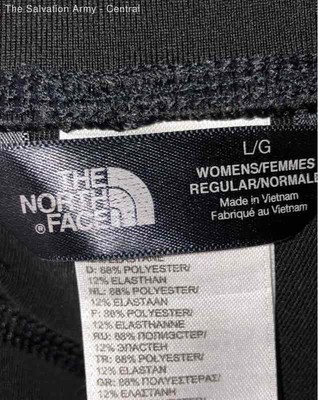 The Salvation Army - Central
L/G
WOMENS/FEMMES
REGULAR/NORMALE
Made in Vietnam
Fabriqué au Vietnam
THE
NORTH
FACE
®
D: 88% POLYESTER/
12% ELASTHAN
NL: 88% POLYESTER/
12% ELASTAAN
F: 88% POLYESTER/
12% ELASTHANNE
RU: 88% ПОЛИЭСТЕР/
12% ЭЛАСТЕН
TR: 88% POLYESTER/
12% ELASTAN
GR: 88% ΠΟΛΥΕΣΤΕΡΑΣ/
12% ΕΛΑΣΤΑΝΗ